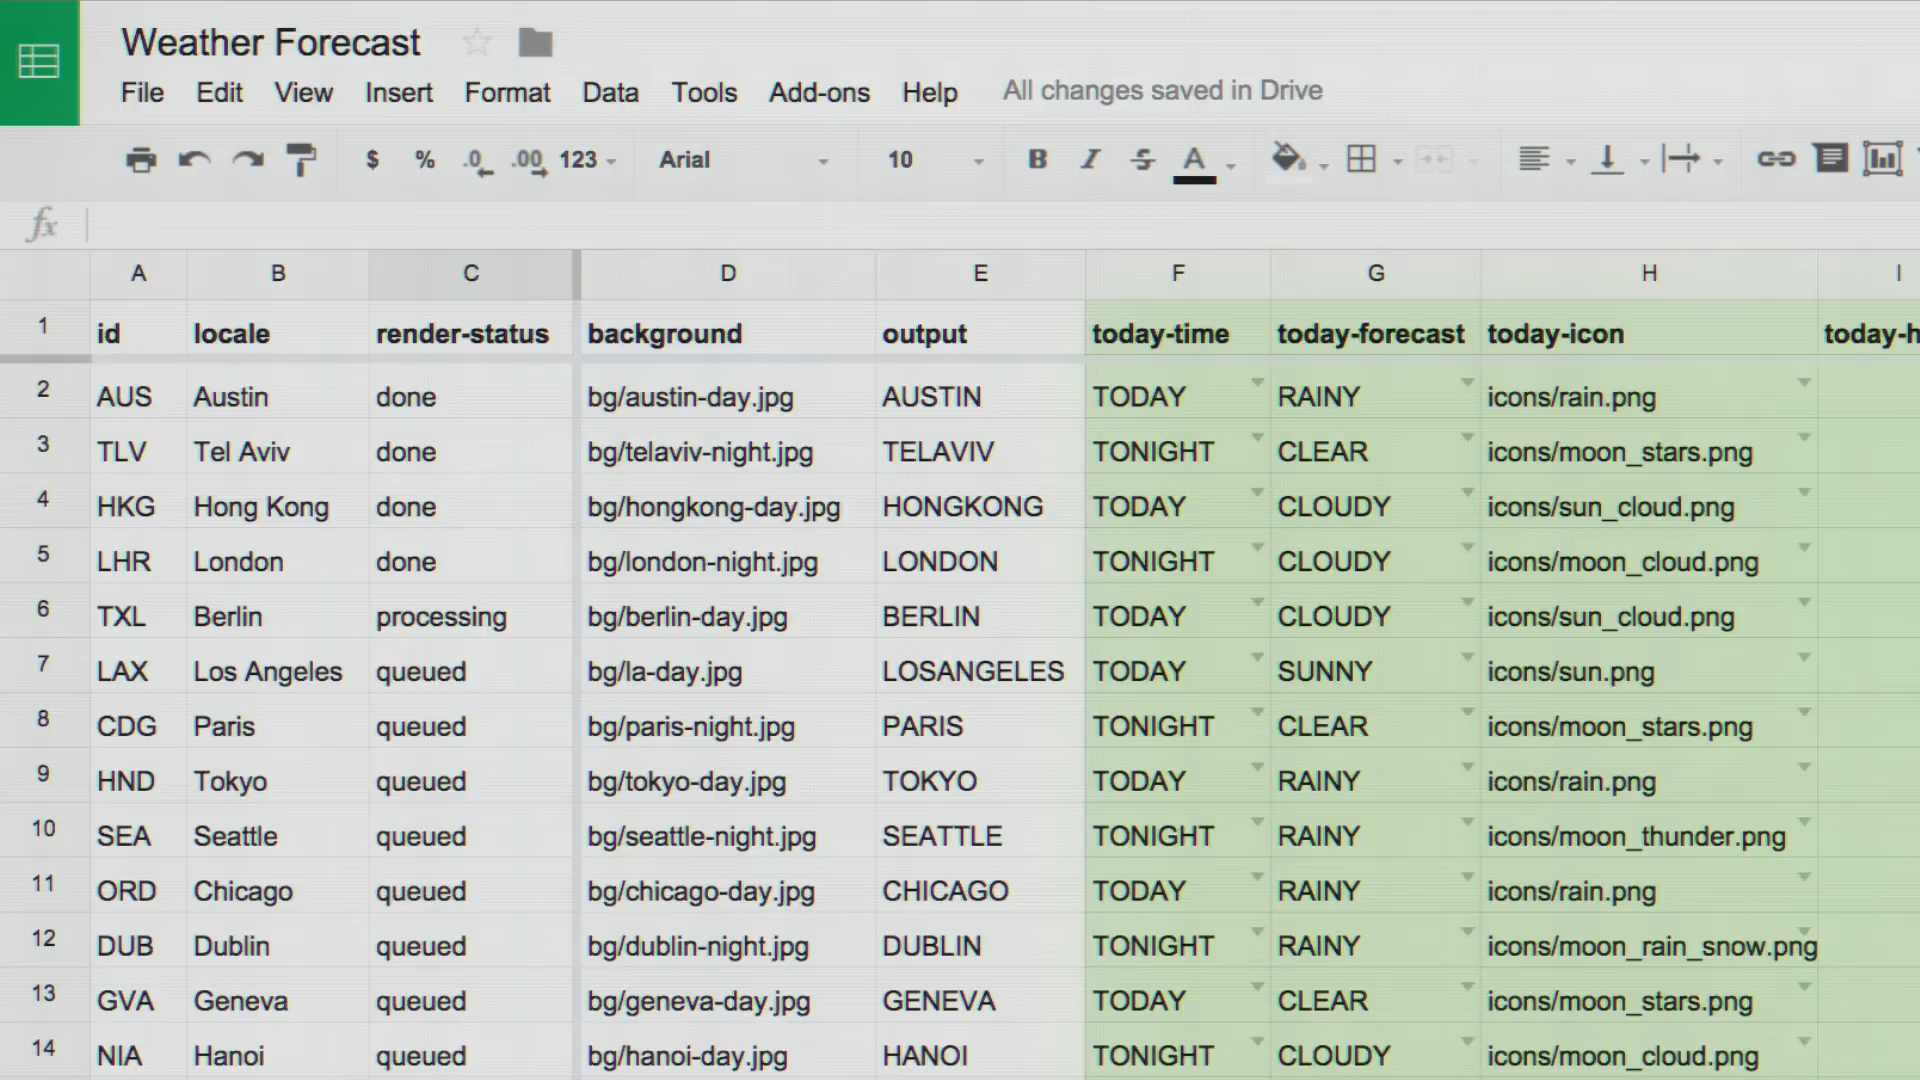 Weather Forecast
File Edit View Insert Format Data Tools Add-ons Help All changes saved in Drive
$ % .0 .00 123 Arial 10 B I S A
fx
A B C D E F G H I
1 id locale render-status background output today-time today-forecast today-icon today-h
2 AUS Austin done bg/austin-day.jpg AUSTIN TODAY RAINY icons/rain.png
3 TLV Tel Aviv done bg/telaviv-night.jpg TELAVIV TONIGHT CLEAR icons/moon_stars.png
4 HKG Hong Kong done bg/hongkong-day.jpg HONGKONG TODAY CLOUDY icons/sun_cloud.png
5 LHR London done bg/london-night.jpg LONDON TONIGHT CLOUDY icons/moon_cloud.png
6 TXL Berlin processing bg/berlin-day.jpg BERLIN TODAY CLOUDY icons/sun_cloud.png
7 LAX Los Angeles queued bg/la-day.jpg LOSANGELES TODAY SUNNY icons/sun.png
8 CDG Paris queued bg/paris-night.jpg PARIS TONIGHT CLEAR icons/moon_stars.png
9 HND Tokyo queued bg/tokyo-day.jpg TOKYO TODAY RAINY icons/rain.png
10 SEA Seattle queued bg/seattle-night.jpg SEATTLE TONIGHT RAINY icons/moon_thunder.png
11 ORD Chicago queued bg/chicago-day.jpg CHICAGO TODAY RAINY icons/rain.png
12 DUB Dublin queued bg/dublin-night.jpg DUBLIN TONIGHT RAINY icons/moon_rain_snow.png
13 GVA Geneva queued bg/geneva-day.jpg GENEVA TODAY CLEAR icons/moon_stars.png
14 NIA Hanoi queued bg/hanoi-day.jpg HANOI TONIGHT CLOUDY icons/moon_cloud.png